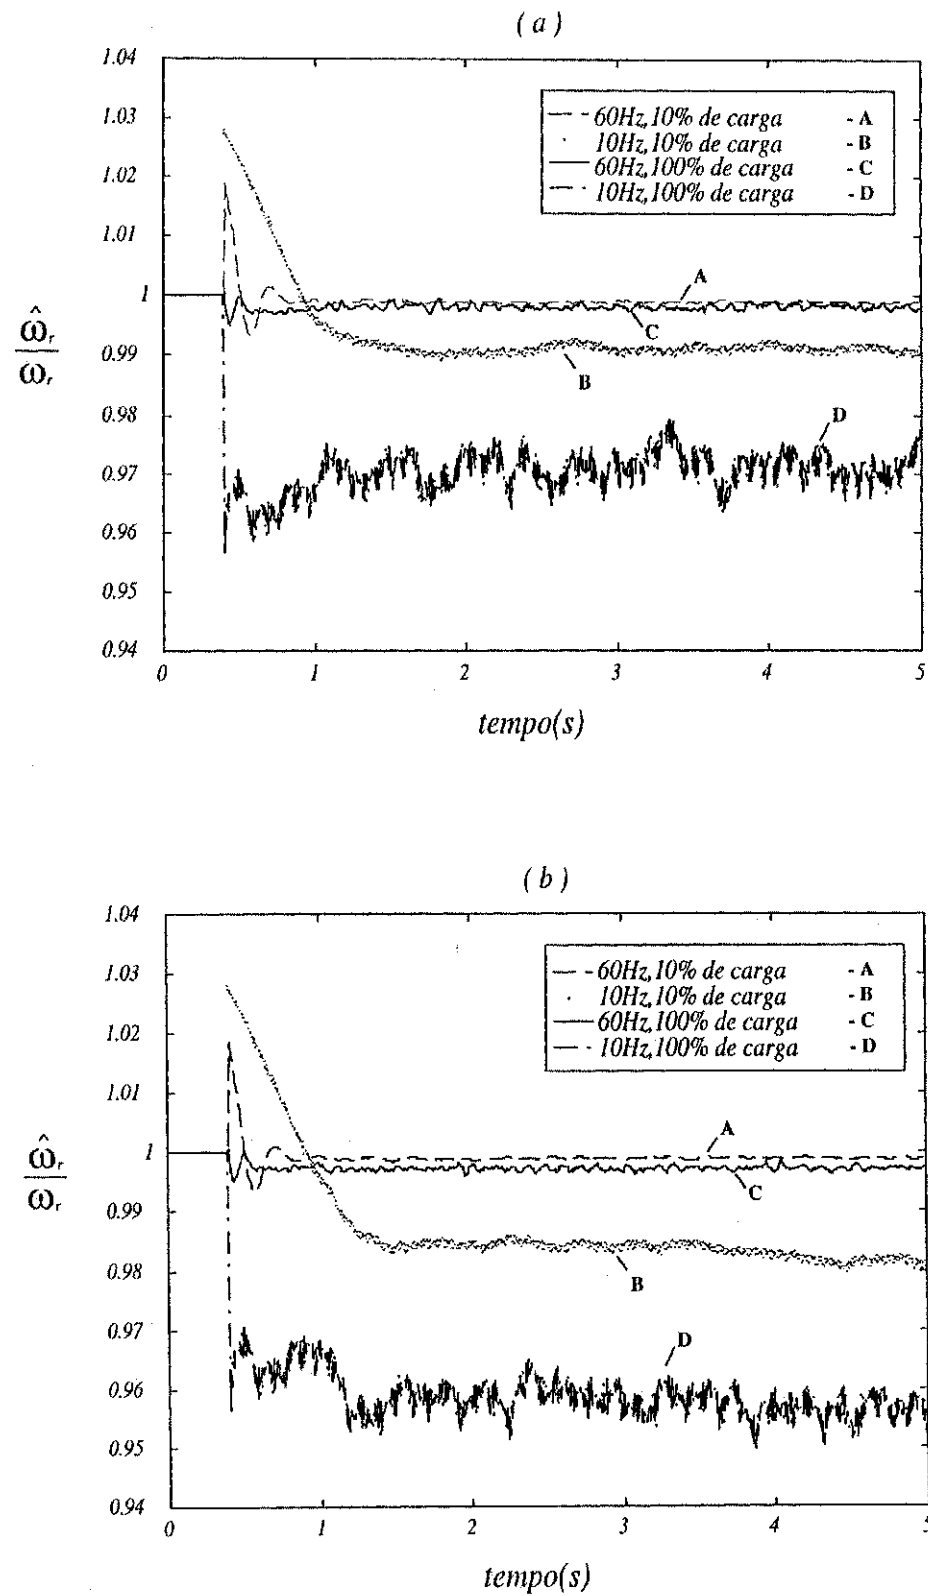 ( a )
1.04
1.03
1.02
1.01
1
0.99
0.98
0.97
0.96
0.95
0.94
ω̂r
ωr
60Hz,10% de carga - A
10Hz,10% de carga - B
60Hz,100% de carga - C
10Hz,100% de carga - D
A
C
B
D
0 1 2 3 4 5
tempo(s)
( b )
1.04
1.03
1.02
1.01
1
0.99
0.98
0.97
0.96
0.95
0.94
ω̂r
ωr
60Hz,10% de carga - A
10Hz,10% de carga - B
60Hz,100% de carga - C
10Hz,100% de carga - D
A
C
B
D
0 1 2 3 4 5
tempo(s)